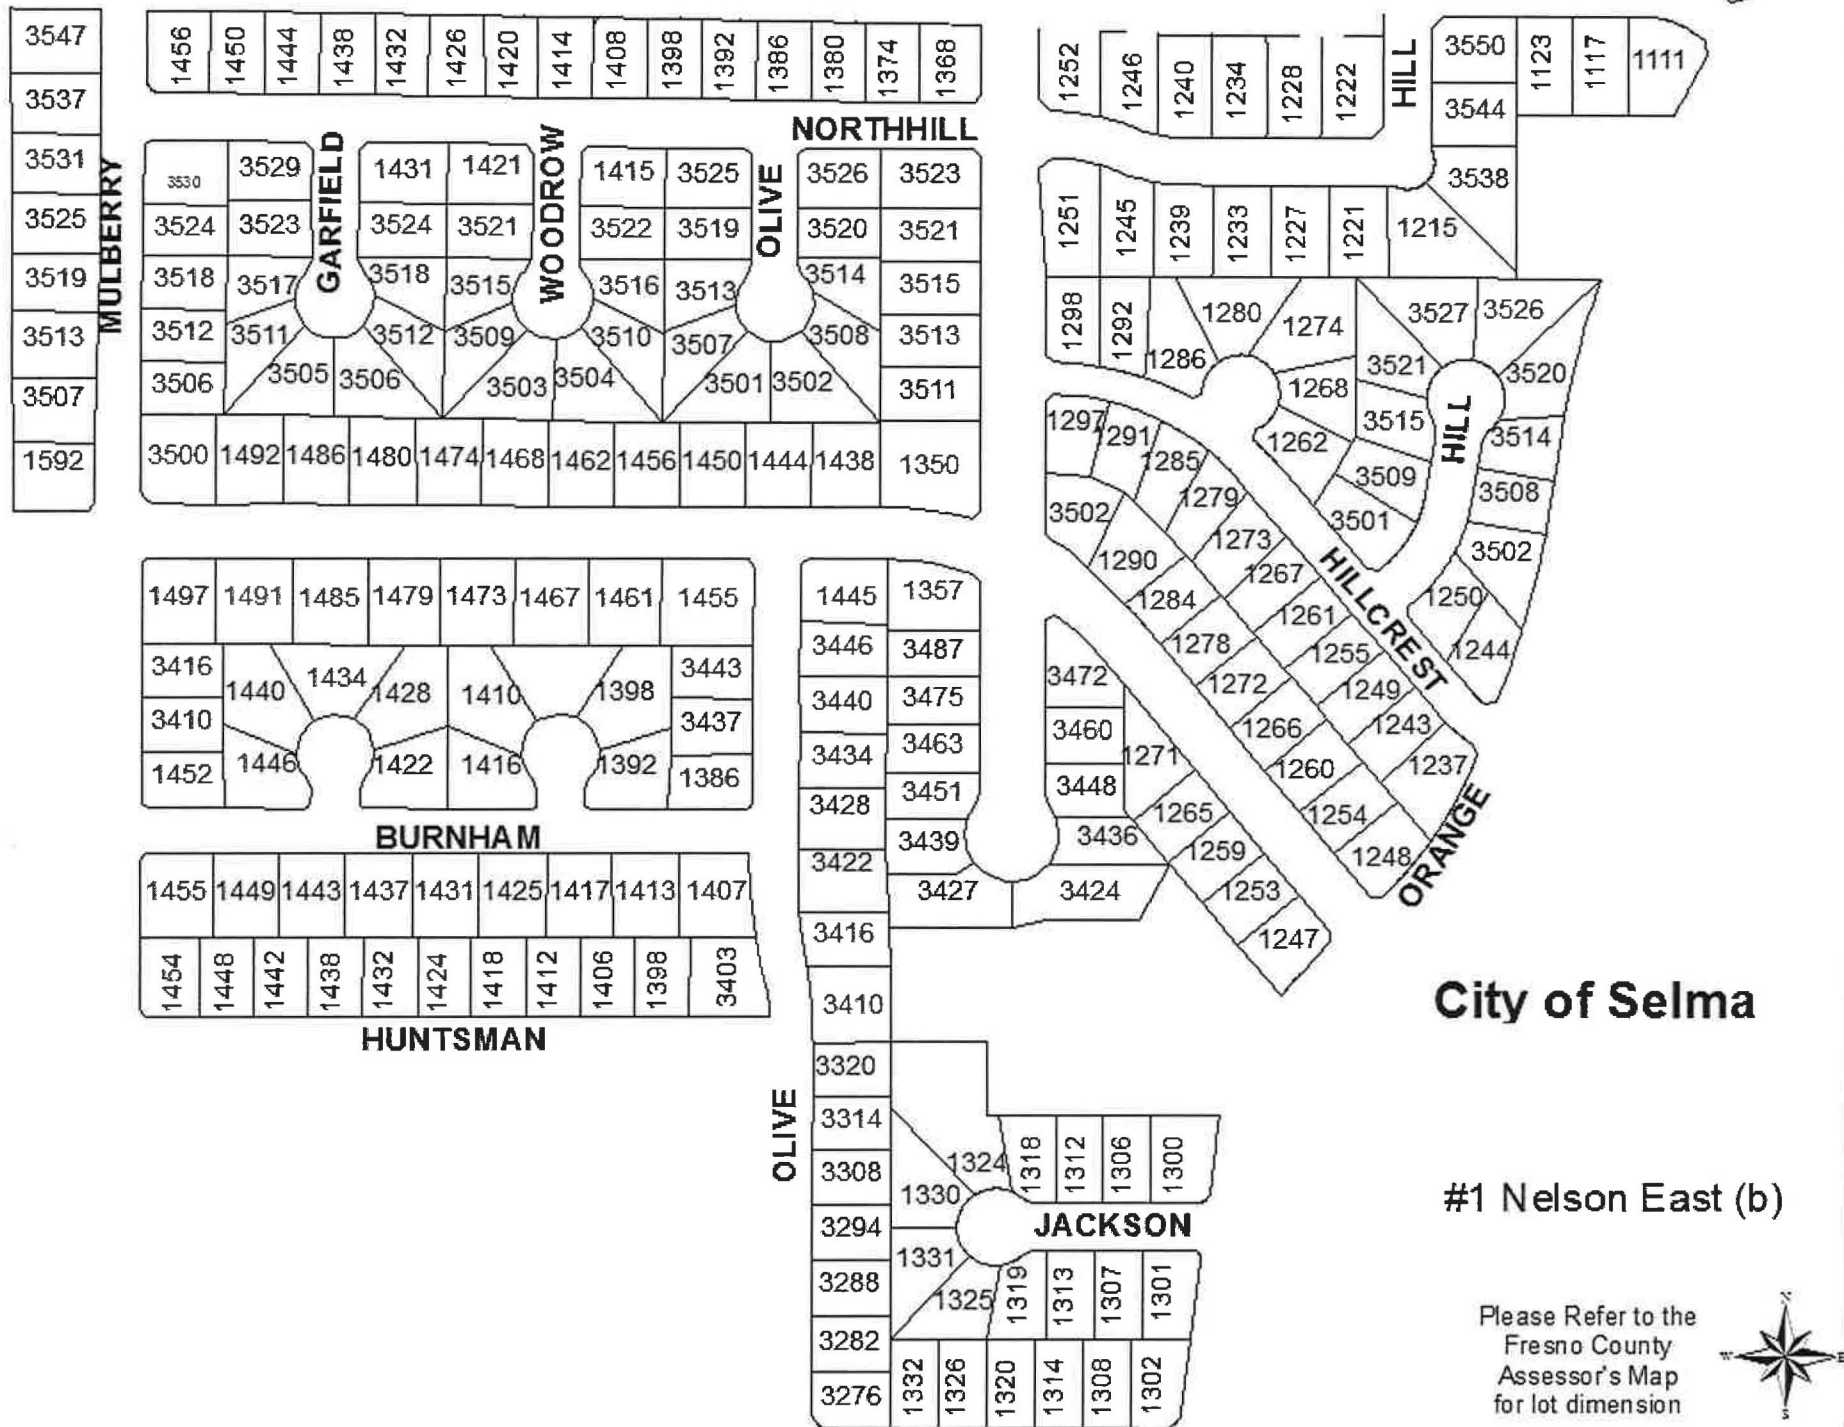 3547
3537
3531
3525
3519
3513
3507
1592
MULBERRY
1456 1450 1444 1438 1432 1426 1420 1414 1408 1398 1392 1386 1380 1374 1368
NORTHHILL
GARFIELD
WOODROW
OLIVE
3530 3529 1431 1421 1415 3525 3526 3523
3524 3523 3524 3521 3522 3519 3520 3521
3518 3517 3518 3515 3516 3513 3514 3515
3512 3511 3512 3509 3510 3507 3508 3513
3506 3505 3506 3503 3504 3501 3502 3511
3500 1492 1486 1480 1474 1468 1462 1456 1450 1444 1438 1350
1252 1246 1240 1234 1228 1222
HILL
3550 1123 1117 1111
3544
3538
1251 1245 1239 1233 1227 1221 1215
1298 1292 1286 1280 1274 1268 1262
3527 3526
3521 3520
3515 3514
HILL
3509 3508
3501 3502
1250
1244
1297 1291 1285 1279 1273 1267 1261 1255 1249 1243 1237
HILLCREST
3502 1290 1284 1278 1272 1266 1260 1254 1248
ORANGE
1497 1491 1485 1479 1473 1467 1461 1455
3416 1440 1434 1428 1410 1398 3443
3410 3437
1452 1446 1422 1416 1392 1386
BURNHAM
1455 1449 1443 1437 1431 1425 1417 1413 1407
1454 1448 1442 1438 1432 1424 1418 1412 1406 1398 3403
HUNTSMAN
1445 1357
3446 3487
3440 3475
3434 3463
3428 3451
3422 3439
3427 3424
3416
3410
3472
3460
3448
3436
1271
1265
1259
1253
1247
OLIVE
3320
3314
3308
3294
3288
3282
3276
1324 1318 1312 1306 1300
1330
JACKSON
1331
1325 1319 1313 1307 1301
1332 1326 1320 1314 1308 1302
City of Selma
#1 Nelson East (b)
Please Refer to the
Fresno County
Assessor's Map
for lot dimension
N
W E
S